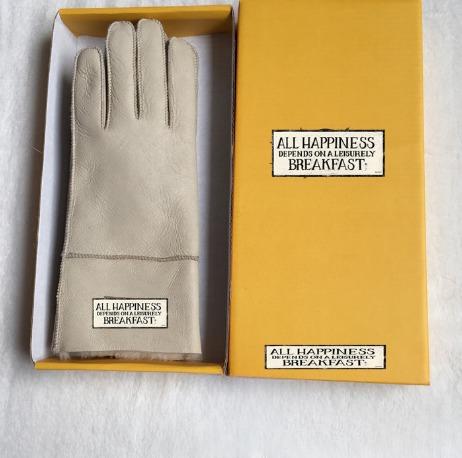 ALL HAPPINESS
DEPENDS ON A LEISURELY
BREAKFAST
ALL HAPPINESS
DEPENDS ON A LEISURELY
BREAKFAST
ALL HAPPINESS
DEPENDS ON A LEISURELY
BREAKFAST